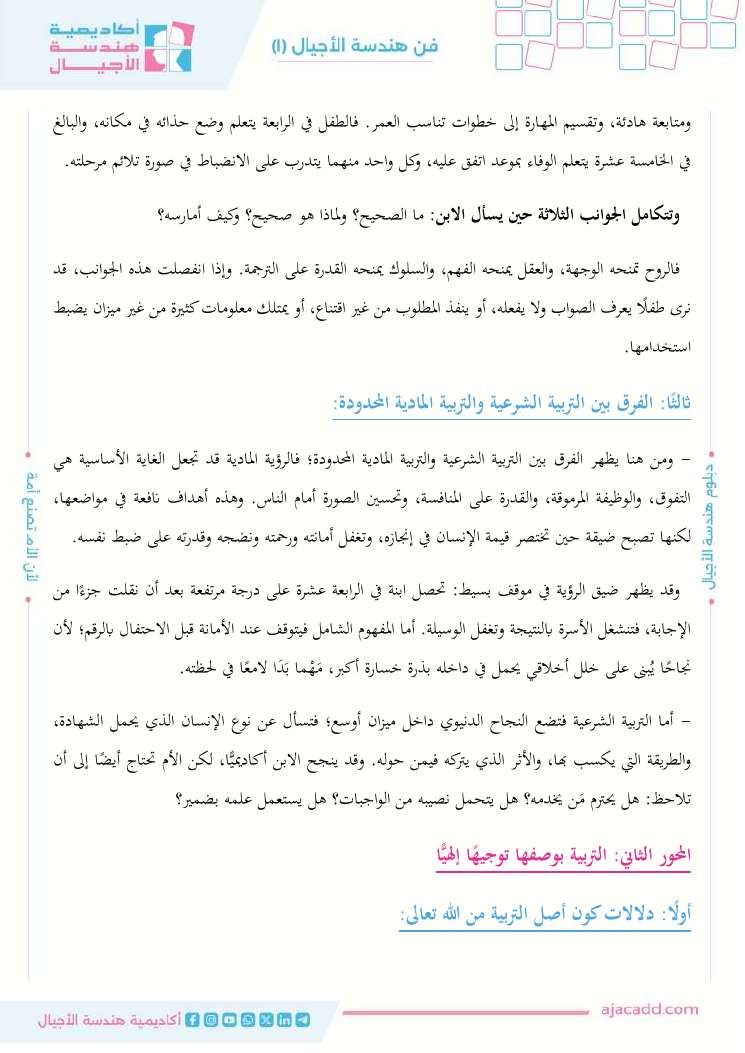 أكاديمية
هندسة
الأجيال
فن هندسة الأجيال (١)
ومتابعة هادئة، وتقسيم المهارة إلى خطوات تناسب العمر. فالطفل في الرابعة يتعلم وضع حذائه في مكانه، والبالغ
في الخامسة عشرة يتعلم الوفاء بموعد اتفق عليه، وكل واحد منهما يتدرب على الانضباط في صورة تلائم مرحلته.
وتتكامل الجوانب الثلاثة حين يسأل الابن: ما الصحيح؟ ولماذا هو صحيح؟ وكيف أمارسه؟
فالروح تمنحه الوجهة، والعقل يمنحه الفهم، والسلوك يمنحه القدرة على الترجمة. وإذا انفصلت هذه الجوانب، قد
نرى طفلًا يعرف الصواب ولا يفعله، أو ينفذ المطلوب من غير اقتناع، أو يمتلك معلومات كثيرة من غير ميزان يضبط
استخدامها.
ثالثًا: الفرق بين التربية الشرعية والتربية المادية المحدودة:
– ومن هنا يظهر الفرق بين التربية الشرعية والتربية المادية المحدودة؛ فالرؤية المادية قد تجعل الغاية الأساسية هي
التفوق، والوظيفة المرموقة، والقدرة على المنافسة، وتحسين الصورة أمام الناس. وهذه أهداف نافعة في مواضعها،
لكنها تصبح ضيقة حين تختصر قيمة الإنسان في إنجازه، وتغفل أمانته ورحمته ونضجه وقدرته على ضبط نفسه.
وقد يظهر ضيق الرؤية في موقف بسيط: تحصل ابنة في الرابعة عشرة على درجة مرتفعة بعد أن نقلت جزءًا من
الإجابة، فتنشغل الأسرة بالنتيجة وتغفل الوسيلة. أما المفهوم الشامل فيتوقف عند الأمانة قبل الاحتفال بالرقم؛ لأن
نجاحًا يُبنى على خلل أخلاقي يحمل في داخله بذرة خسارة أكبر، مَهْما بَدَا لامعًا في لحظته.
– أما التربية الشرعية فتضع النجاح الدنيوي داخل ميزان أوسع؛ فتسأل عن نوع الإنسان الذي يحمل الشهادة،
والطريقة التي يكسب بها، والأثر الذي يتركه فيمن حوله. وقد ينجح الابن أكاديميًّا، لكن الأم تحتاج أيضًا إلى أن
تلاحظ: هل يحترم مَن يخدمه؟ هل يتحمل نصيبه من الواجبات؟ هل يستعمل علمه بضمير؟
المحور الثاني: التربية بوصفها توجيهًا إلهيًّا
أولًا: دلالات كون أصل التربية من الله تعالى:
دبلوم هندسة الأجيال
لأن الأم تصنع أمة
أكاديمية هندسة الأجيال
ajacadd.com